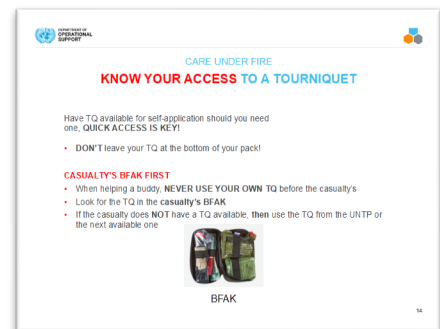 DEPARTMENT OF
OPERATIONAL
SUPPORT
CARE UNDER FIRE
KNOW YOUR ACCESS TO A TOURNIQUET
Have TQ available for self-application should you need
one, QUICK ACCESS IS KEY!
• DON'T leave your TQ at the bottom of your pack!
CASUALTY'S BFAK FIRST
• When helping a buddy, NEVER USE YOUR OWN TQ before the casualty's
• Look for the TQ in the casualty's BFAK
• If the casualty does NOT have a TQ available, then use the TQ from the UNTP or
the next available one
BFAK
14